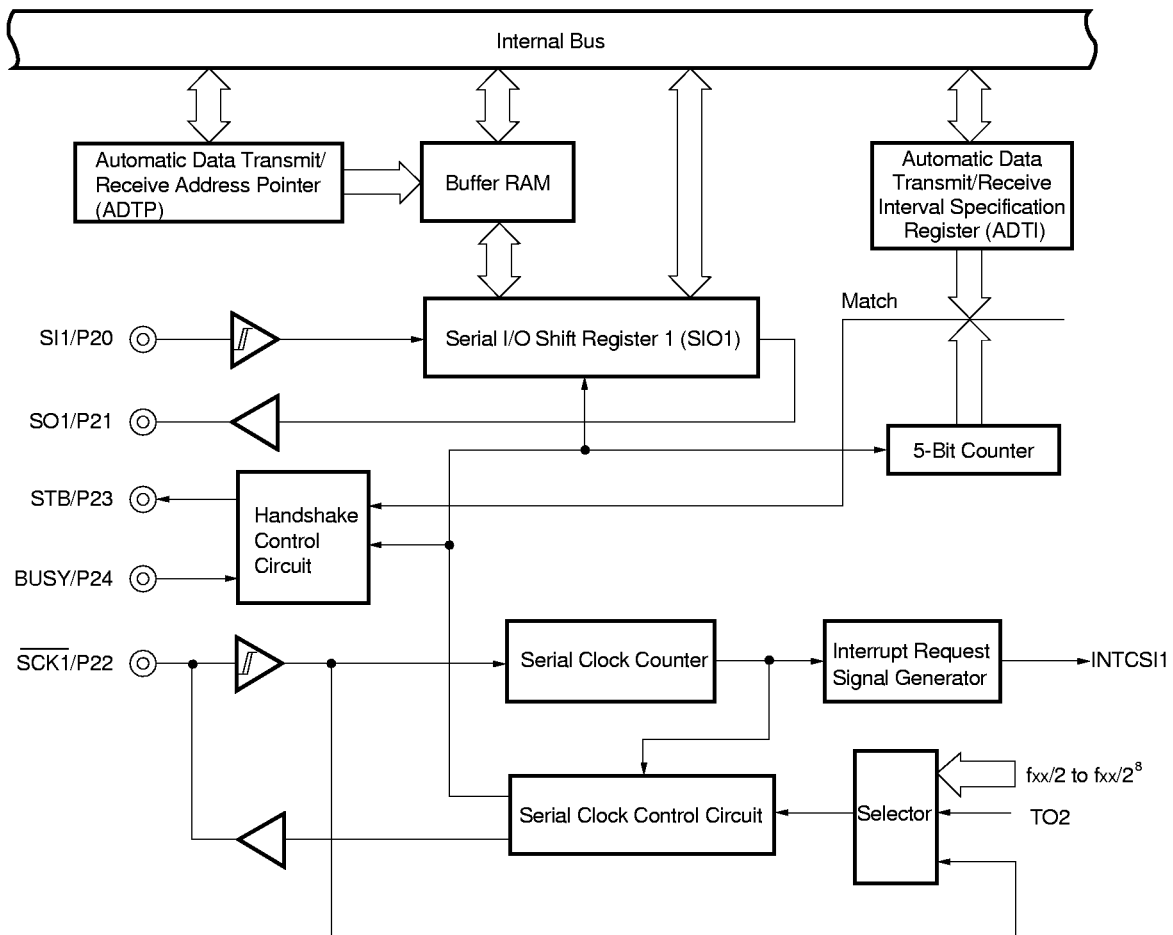 Internal Bus
Automatic Data Transmit/
Receive Address Pointer
(ADTP)
Buffer RAM
Automatic Data
Transmit/Receive
Interval Specification
Register (ADTI)
Match
SI1/P20
Serial I/O Shift Register 1 (SIO1)
SO1/P21
5-Bit Counter
STB/P23
Handshake
Control
Circuit
BUSY/P24
SCK1/P22
Serial Clock Counter
Interrupt Request
Signal Generator
INTCSI1
Serial Clock Control Circuit
Selector
fxx/2 to fxx/2⁸
TO2